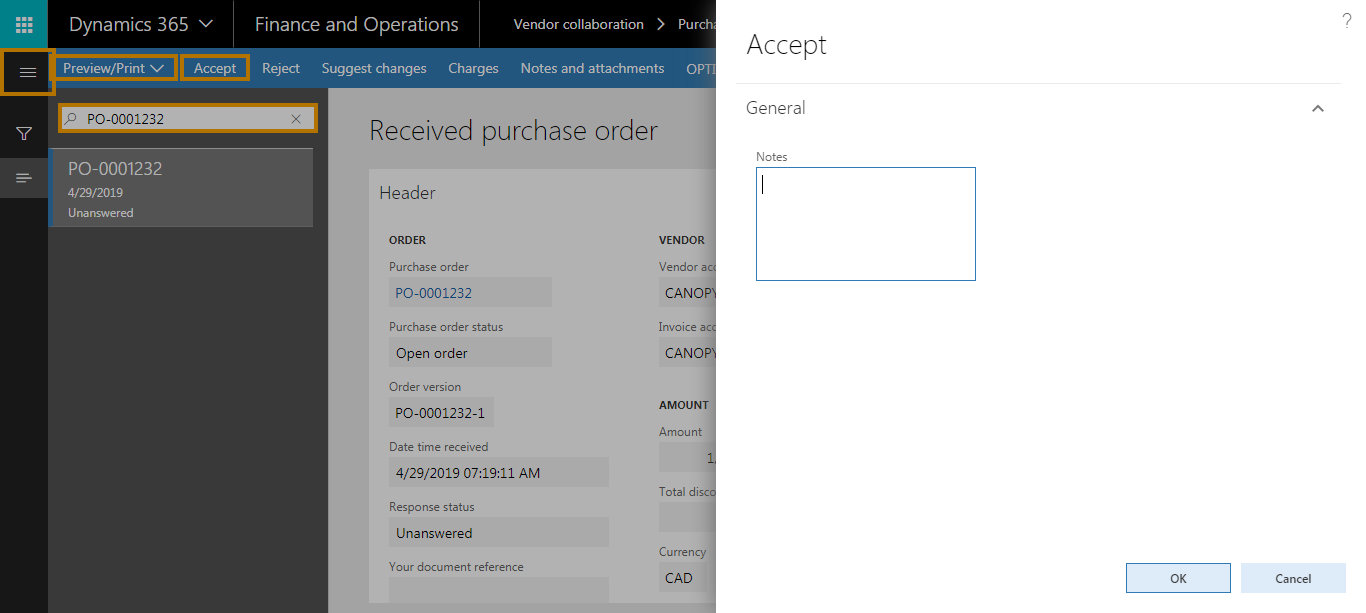 Dynamics 365
Finance and Operations
Vendor collaboration
Preview/Print
Accept
Reject
Suggest changes
Charges
Notes and attachments
PO-0001232
PO-0001232
4/29/2019
Unanswered
Received purchase order
Header
ORDER
Purchase order
PO-0001232
Purchase order status
Open order
Order version
PO-0001232-1
Date time received
4/29/2019 07:19:11 AM
Response status
Unanswered
Your document reference
VENDOR
Vendor acc
CANOPY
Invoice acc
CANOPY
AMOUNT
Amount
1,
Total disco
Currency
CAD
?
Accept
General
Notes
OK
Cancel